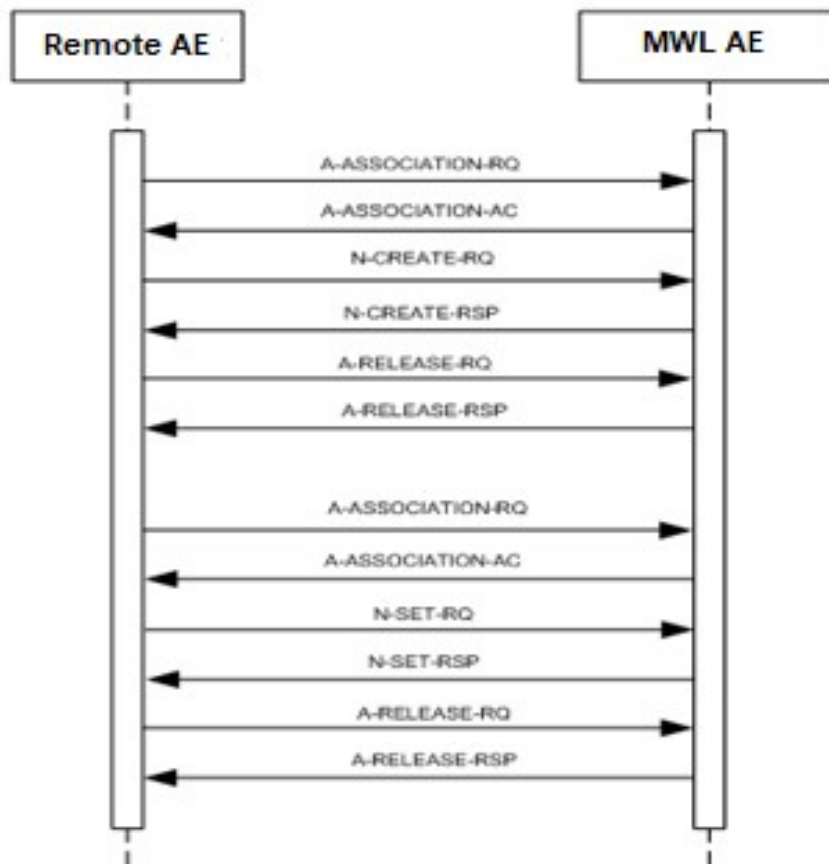 Remote AE
MWL AE
A-ASSOCIATION-RQ
A-ASSOCIATION-AC
N-CREATE-RQ
N-CREATE-RSP
A-RELEASE-RQ
A-RELEASE-RSP
A-ASSOCIATION-RQ
A-ASSOCIATION-AC
N-SET-RQ
N-SET-RSP
A-RELEASE-RQ
A-RELEASE-RSP